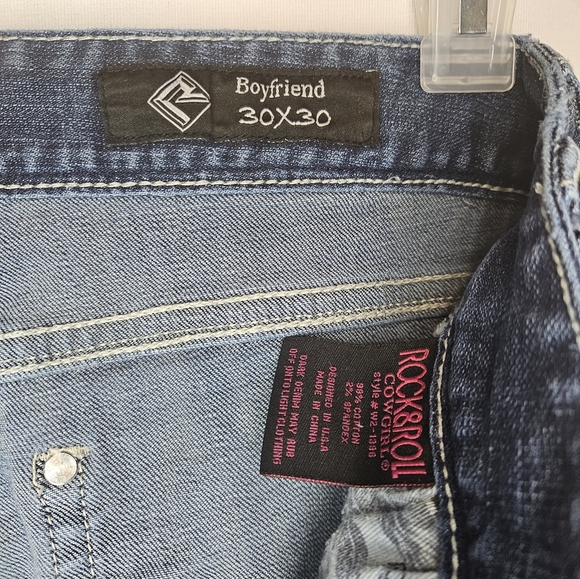 Boyfriend
30X30
ROCK&ROLL
COWGIRL®
style #W2-1396
98% COTTON
2% SPANDEX
DESIGNED IN U.S.A
MADE IN CHINA
DARK DENIM MAY RUB
OFF ONTO LIGHT CLOTHING